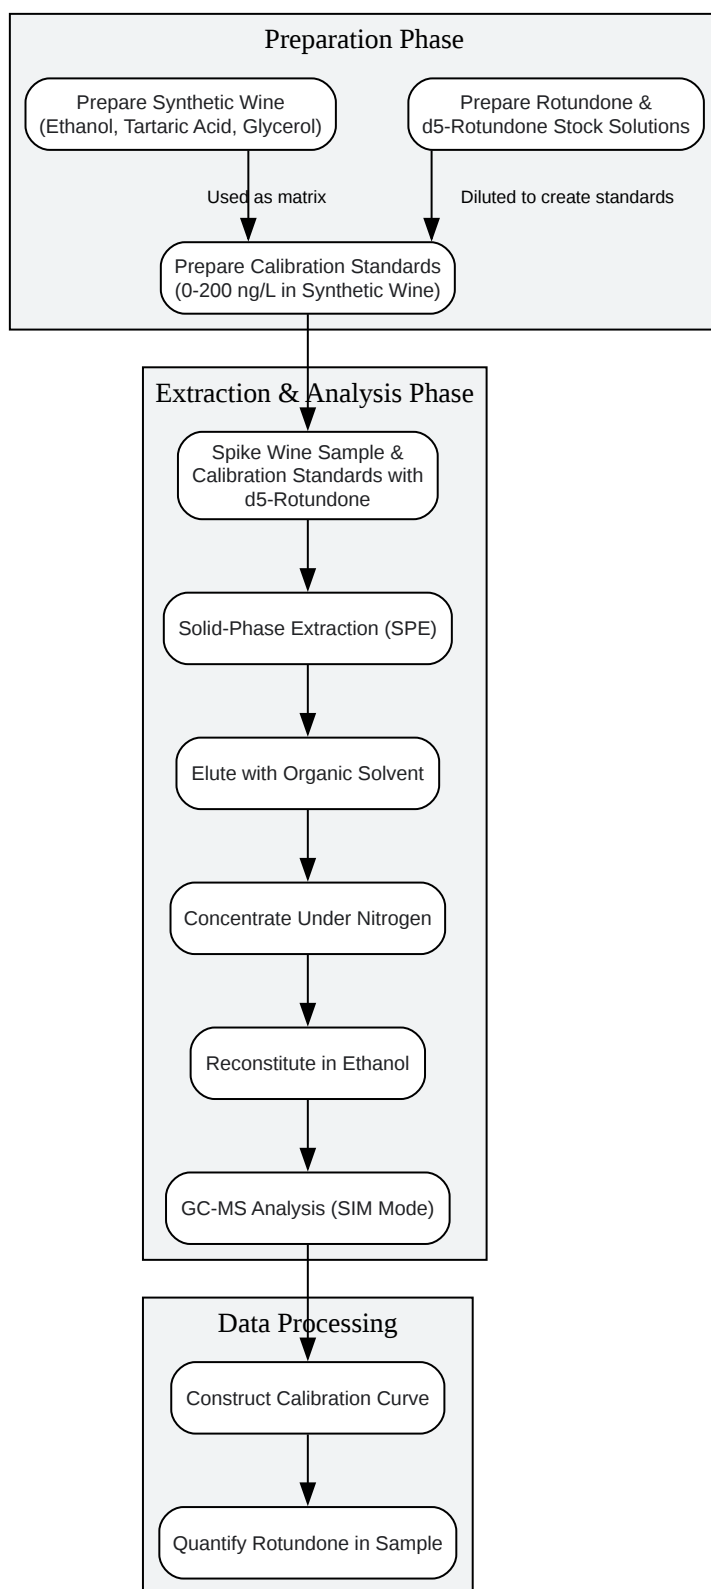 Preparation Phase
Prepare Synthetic Wine
(Ethanol, Tartaric Acid, Glycerol)
Prepare Rotundone &
d5-Rotundone Stock Solutions
Used as matrix
Diluted to create standards
Prepare Calibration Standards
(0-200 ng/L in Synthetic Wine)
Extraction & Analysis Phase
Spike Wine Sample &
Calibration Standards with
d5-Rotundone
Solid-Phase Extraction (SPE)
Elute with Organic Solvent
Concentrate Under Nitrogen
Reconstitute in Ethanol
GC-MS Analysis (SIM Mode)
Data Processing
Construct Calibration Curve
Quantify Rotundone in Sample